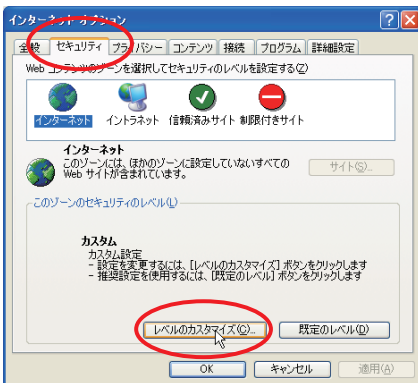 インターネット オプション
全般 セキュリティ プライバシー コンテンツ 接続 プログラム 詳細設定
Web コンテンツのゾーンを選択してセキュリティのレベルを設定する(Z)
インターネット イントラネット 信頼済みサイト 制限付きサイト
インターネット
このゾーンには、ほかのゾーンに設定していないすべての
Web サイトが含まれています。
サイト(S)...
このゾーンのセキュリティのレベル(L)
カスタム
カスタム設定
- 設定を変更するには、[レベルのカスタマイズ] ボタンをクリックします
- 推奨設定を使用するには、[既定のレベル] ボタンをクリックします
レベルのカスタマイズ(C)... 既定のレベル(D)
OK キャンセル 適用(A)